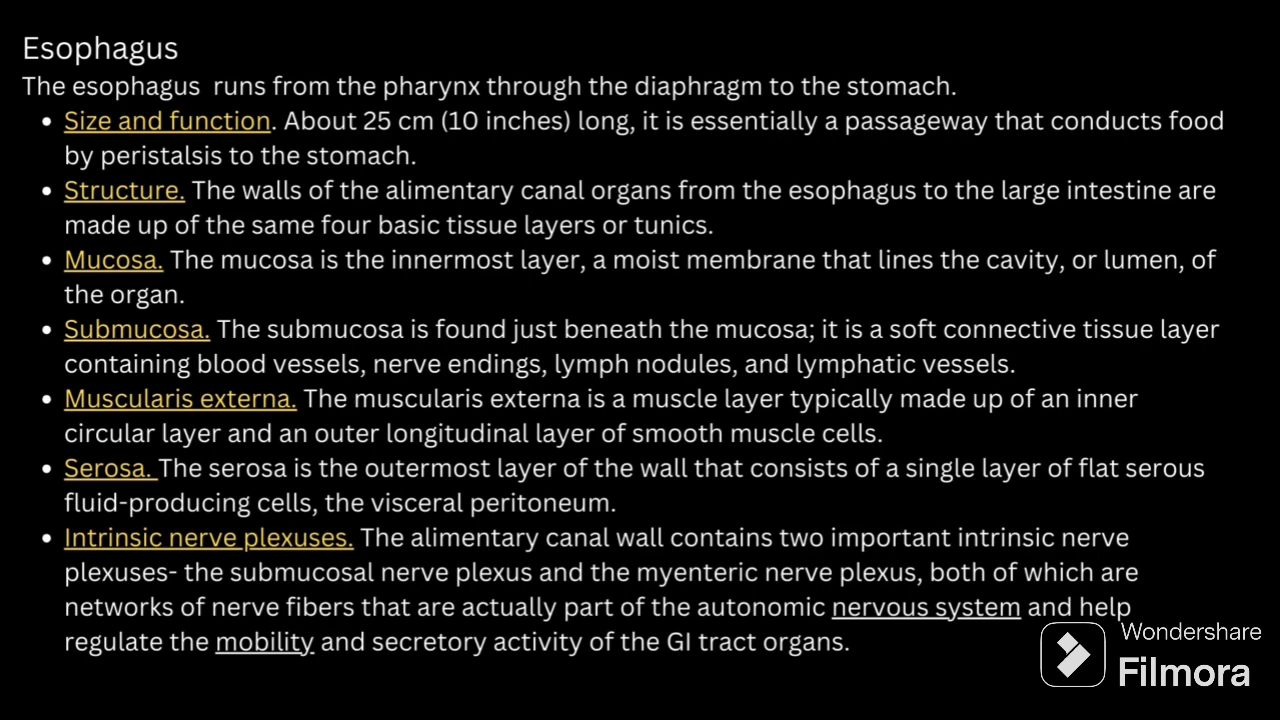 Esophagus
The esophagus  runs from the pharynx through the diaphragm to the stomach.
• Size and function. About 25 cm (10 inches) long, it is essentially a passageway that conducts food
by peristalsis to the stomach.
• Structure. The walls of the alimentary canal organs from the esophagus to the large intestine are
made up of the same four basic tissue layers or tunics.
• Mucosa. The mucosa is the innermost layer, a moist membrane that lines the cavity, or lumen, of
the organ.
• Submucosa. The submucosa is found just beneath the mucosa; it is a soft connective tissue layer
containing blood vessels, nerve endings, lymph nodules, and lymphatic vessels.
• Muscularis externa. The muscularis externa is a muscle layer typically made up of an inner
circular layer and an outer longitudinal layer of smooth muscle cells.
• Serosa. The serosa is the outermost layer of the wall that consists of a single layer of flat serous
fluid-producing cells, the visceral peritoneum.
• Intrinsic nerve plexuses. The alimentary canal wall contains two important intrinsic nerve
plexuses- the submucosal nerve plexus and the myenteric nerve plexus, both of which are
networks of nerve fibers that are actually part of the autonomic nervous system and help
regulate the mobility and secretory activity of the GI tract organs.
Wondershare
Filmora